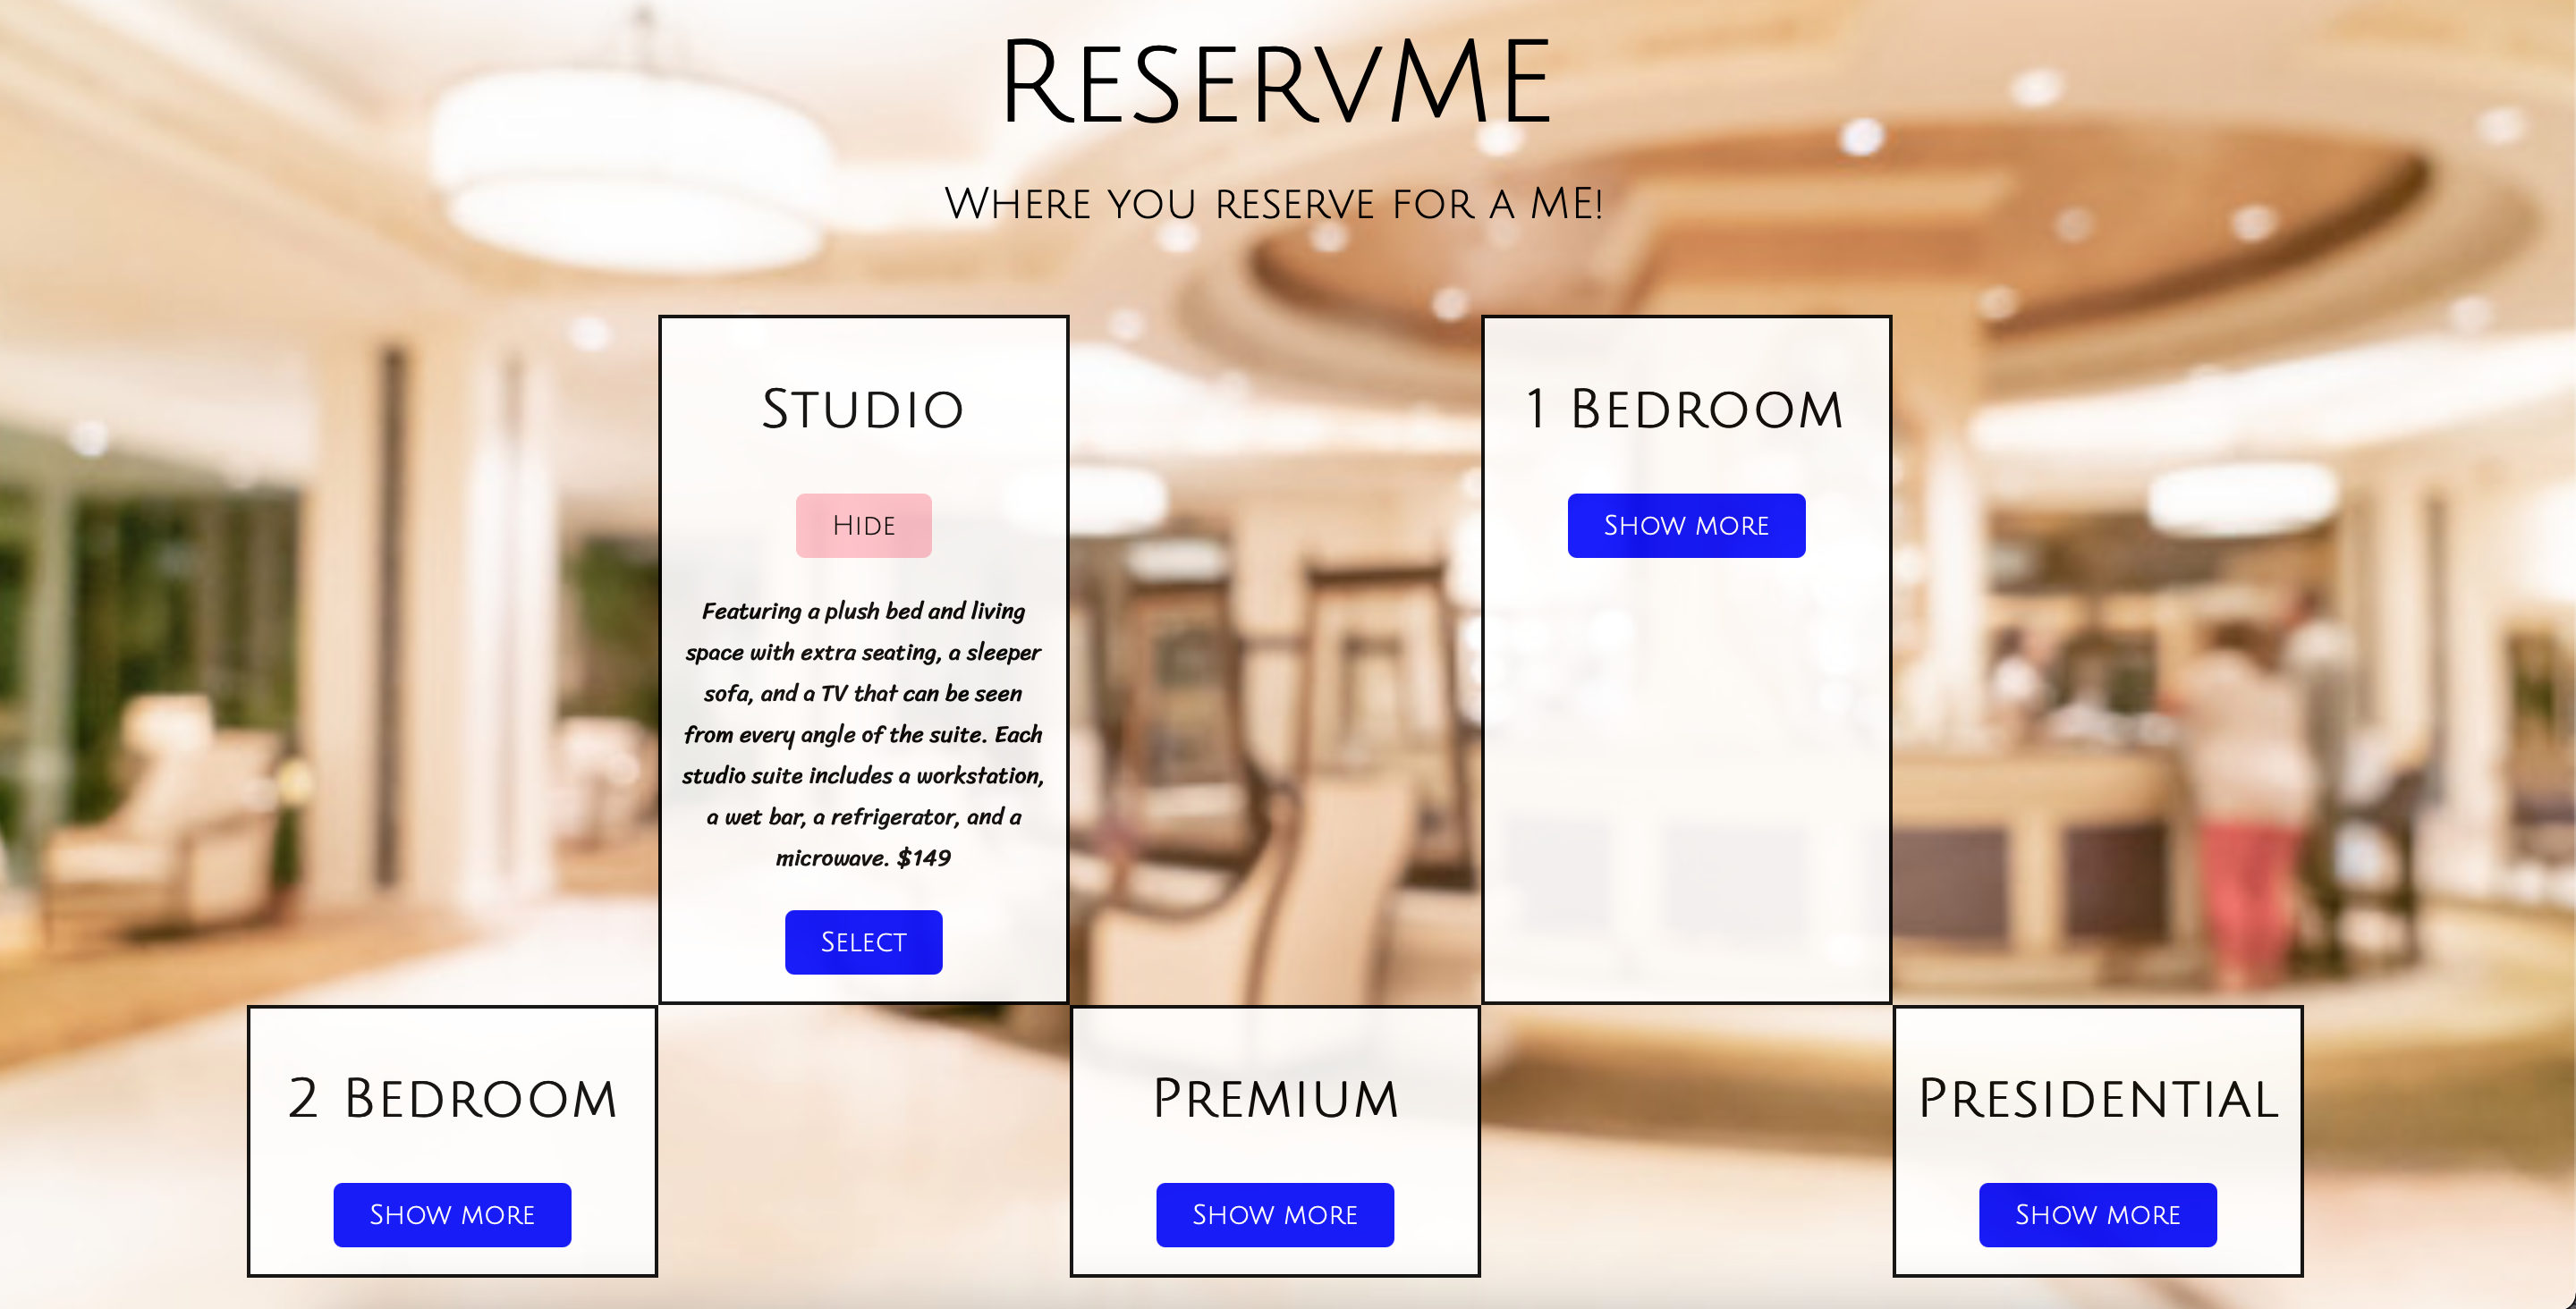 ReservME
Where you reserve for a ME!
Studio
Hide
Featuring a plush bed and living
space with extra seating, a sleeper
sofa, and a TV that can be seen
from every angle of the suite. Each
studio suite includes a workstation,
a wet bar, a refrigerator, and a
microwave. $149
Select
1 Bedroom
Show more
2 Bedroom
Show more
Premium
Show more
Presidential
Show more